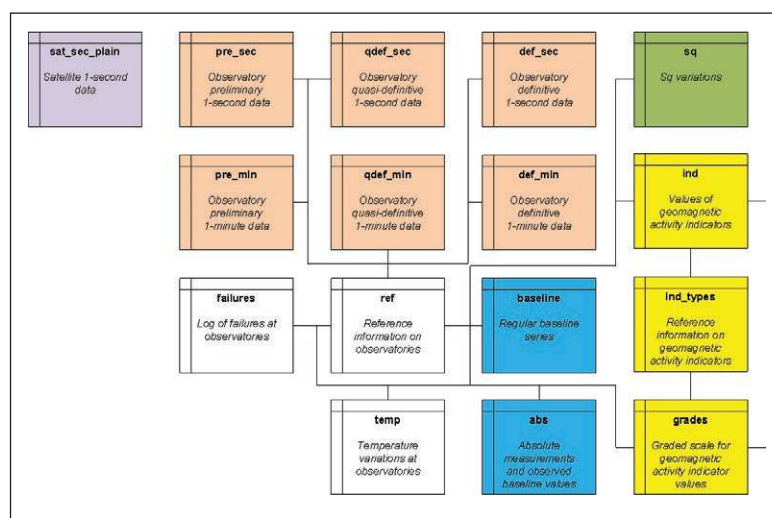 sat_sec_plain
Satellite 1-second
data
pre_sec
Observatory
preliminary
1-second data
qdef_sec
Observatory
quasi-definitive
1-second data
def_sec
Observatory
definitive
1-second data
sq
Sq variations
pre_min
Observatory
preliminary
1-minute data
qdef_min
Observatory
quasi-definitive
1-minute data
def_min
Observatory
definitive
1-minute data
ind
Values of
geomagnetic
activity indicators
failures
Log of failures at
observatories
ref
Reference
information on
observatories
baseline
Regular baseline
series
ind_types
Reference
information on
geomagnetic
activity indicators
temp
Temperature
variations at
observatories
abs
Absolute
measurements
and observed
baseline values
grades
Graded scale for
geomagnetic
activity indicator
values